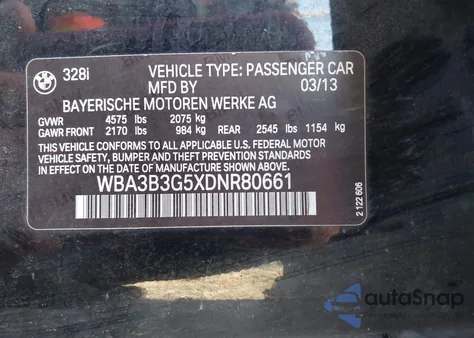 BMW
328i VEHICLE TYPE: PASSENGER CAR
MFD BY 03/13
BAYERISCHE MOTOREN WERKE AG
GVWR 4575 lbs 2075 kg
GAWR FRONT 2170 lbs 984 kg REAR 2545 lbs 1154 kg
THIS VEHICLE CONFORMS TO ALL APPLICABLE U.S. FEDERAL MOTOR
VEHICLE SAFETY, BUMPER AND THEFT PREVENTION STANDARDS
IN EFFECT ON THE DATE OF MANUFACTURE SHOWN ABOVE.
WBA3B3G5XDNR80661
2 122 606
autoSnap